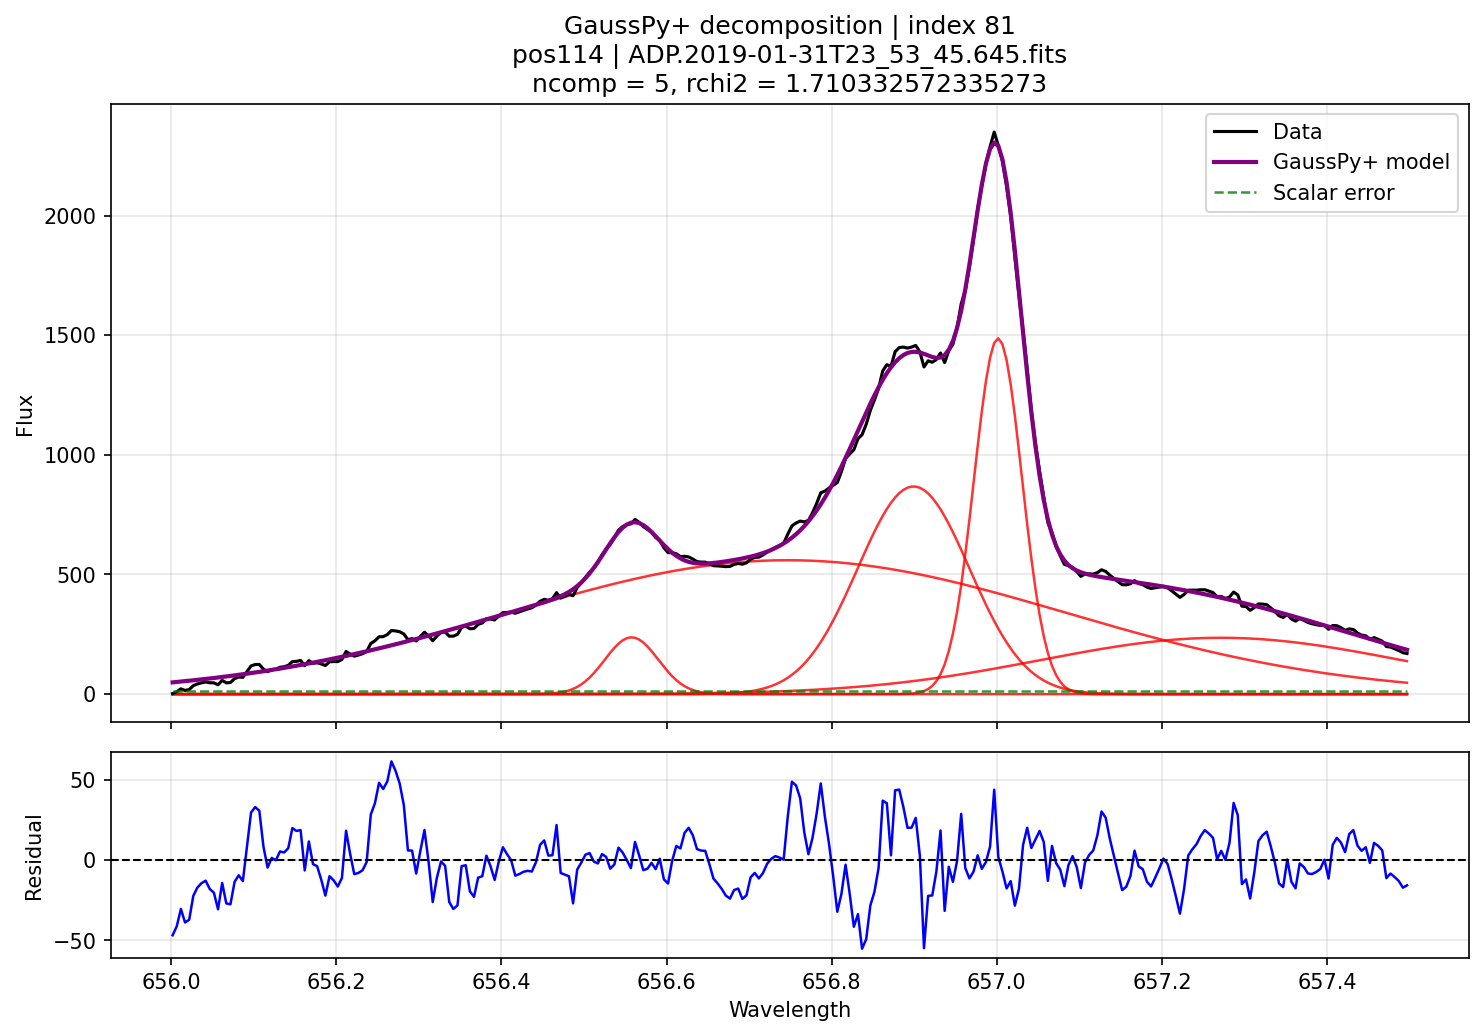 GaussPy+ decomposition | index 81
pos114 | ADP.2019-01-31T23_53_45.645.fits
ncomp = 5, rchi2 = 1.710332572335273
Data
GaussPy+ model
Scalar error
Flux
2000
1500
1000
500
0
Residual
50
0
−50
656.0 656.2 656.4 656.6 656.8 657.0 657.2 657.4
Wavelength